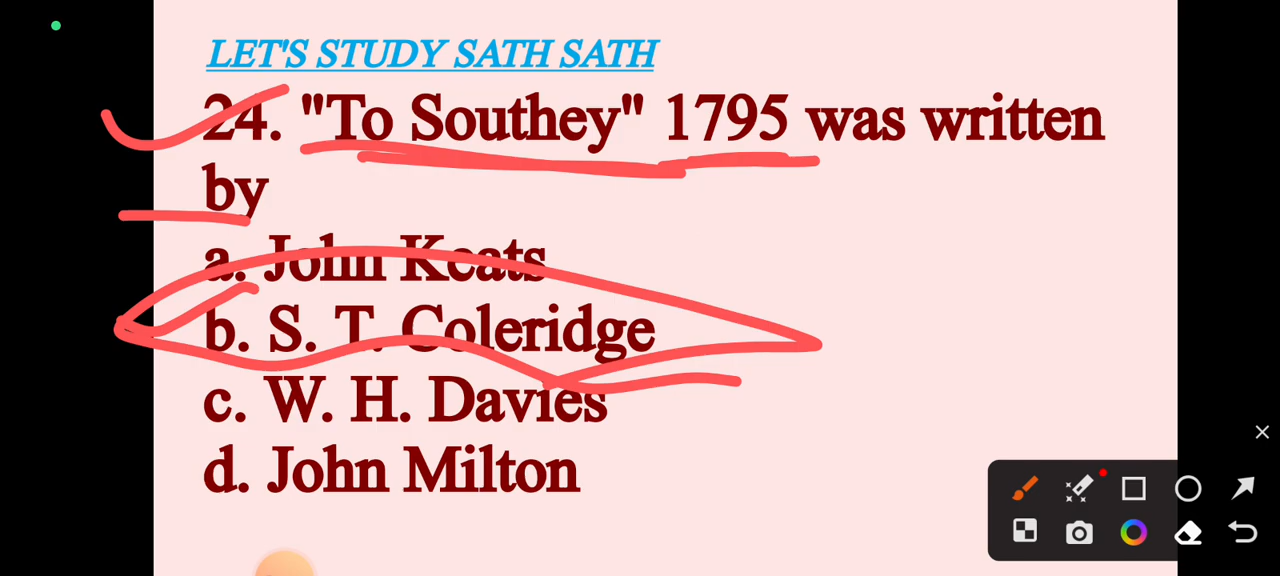 LET'S STUDY SATH SATH
24. "To Southey" 1795 was written
by
a. John Keats
b. S. T. Coleridge
c. W. H. Davies
d. John Milton